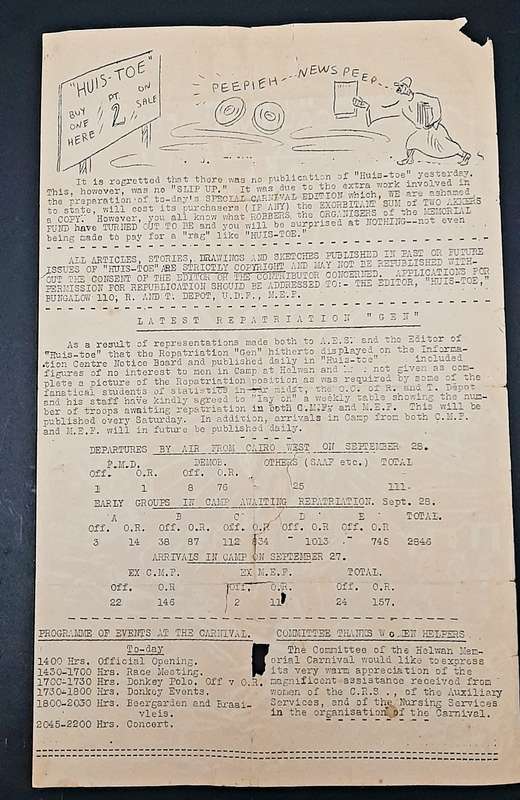 "HUIS-TOE"
BUY AT ON
ONE 2 SALE
HERE
PEEPIEH--NEWSPEEP
It is regretted that there was no publication of "Huis-toe" yesterday.
This, however, was no "SLIP UP." It was due to the extra work involved in
the preparation of to-day's SPECIAL CARNIVAL EDITION which, WE are ashamed
to state, will cost its purchasers (IF ANY) the EXORBITANT SUM of TWO AKKERS
a COPY. However, you all know what ROBBERS the ORGANISERS of the MEMORIAL
FUND have TURNED OUT TO BE and you will be surprised at NOTHING--not even
being made to pay for a "rag" like "HUIS-TOE."
ALL ARTICLES, STORIES, DRAWINGS AND SKETCHES PUBLISHED IN PAST OR FUTURE
ISSUES OF "HUIS-TOE" ARE STRICTLY COPYRIGHT AND MAY NOT BE REPUBLISHED WITH-
OUT THE CONSENT OF THE EDITOR OR THE CONTRIBUTOR CONCERNED. APPLICATIONS FOR
PERMISSION FOR REPUBLICATION SHOULD BE ADDRESSED TO:- THE EDITOR, "HUIS-TOE,"
BUNGALOW 110, R. AND T. DEPOT, U.D.F., M.E.F.
LATEST REPATRIATION "GEN"
As a result of representations made both to A.E.S. and the Editor of
"Huis-toe" that the Repatriation "Gen" hitherto displayed on the Informa-
tion Centre Notice Board and published daily in "Huis-toe" included
figures of no interest to men in Camp at Helwan and not given as com-
plete a picture of the Repatriation position as was required by some of the
fanatical students of statistics in midst, the O.C. of R. and T. Depot
and his staff have kindly agreed to "lay on" a weekly table showing the num-
ber of troops awaiting repatriation in both C.M.F. and M.E.F. This will be
published every Saturday. In addition, arrivals in Camp from both C.M.F.
and M.E.F. will in future be published daily.
DEPARTURES BY AIR FROM CAIRO WEST ON SEPTEMBER 28.
P.M.D. DEMOB. OTHERS (SAAF etc.) TOTAL
Off. O.R. Off. O.R.
1 1 8 76 25 111.
EARLY GROUPS IN CAMP AWAITING REPATRIATION. Sept. 28.
A B C D E TOTAL.
Off. O.R. Off. O.R. Off. O.R. Off O.R. Off. O.R
3 14 38 87 112 834 - 1013 . 745 2846
ARRIVALS IN CAMP ON SEPTEMBER 27.
EX C.M.F. EX M.E.F. TOTAL.
Off. O.R Off. O.R. Off. O.R.
22 146 2 11 24 157.
PROGRAMME OF EVENTS AT THE CARNIVAL.
To-day
1400 Hrs. Official Opening.
1430-1700 Hrs. Race Meeting.
1700-1730 Hrs. Donkey Polo. Off v O.R.
1730-1800 Hrs. Donkey Events.
1800-2030 Hrs. Beergarden and Braai-
vleis.
2045-2200 Hrs. Concert.
COMMITTEE THANKS WOMEN HELPERS
The Committee of the Helwan Mem-
orial Carnival would like to express
its very warm appreciation of the
magnificent assistance received from
women of the C.R.S ., of the Auxiliary
Services, and of the Nursing Services
in the organisation of the Carnival.